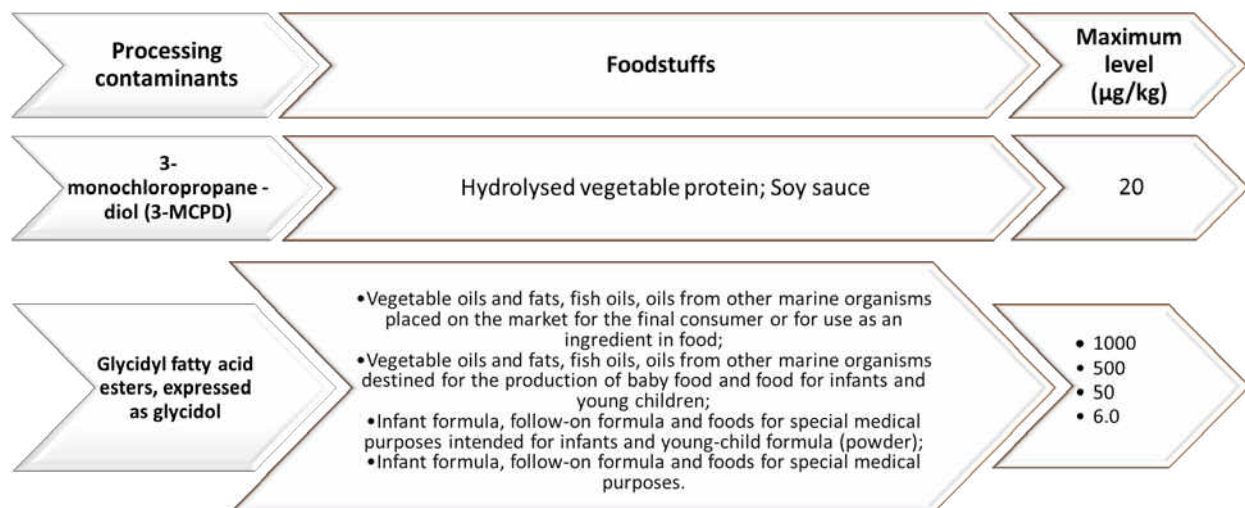 Processing
contaminants
Foodstuffs
Maximum
level
(µg/kg)
3-
monochloropropane -
diol (3-MCPD)
Hydrolysed vegetable protein; Soy sauce
20
Glycidyl fatty acid
esters, expressed
as glycidol
•Vegetable oils and fats, fish oils, oils from other marine organisms
placed on the market for the final consumer or for use as an
ingredient in food;
•Vegetable oils and fats, fish oils, oils from other marine organisms
destined for the production of baby food and food for infants and
young children;
•Infant formula, follow-on formula and foods for special medical
purposes intended for infants and young-child formula (powder);
•Infant formula, follow-on formula and foods for special medical
purposes.
• 1000
• 500
• 50
• 6.0